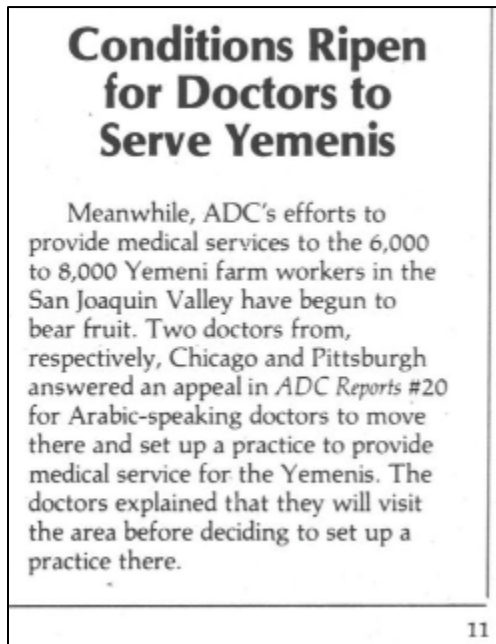 Conditions Ripen
for Doctors to
Serve Yemenis
Meanwhile, ADC's efforts to
provide medical services to the 6,000
to 8,000 Yemeni farm workers in the
San Joaquin Valley have begun to
bear fruit. Two doctors from,
respectively, Chicago and Pittsburgh
answered an appeal in ADC Reports #20
for Arabic-speaking doctors to move
there and set up a practice to provide
medical service for the Yemenis. The
doctors explained that they will visit
the area before deciding to set up a
practice there.
11